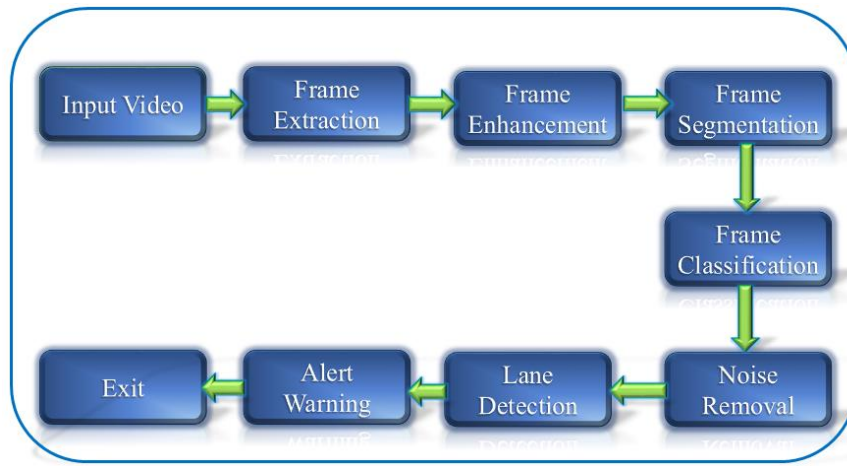 Input Video
Frame
Extraction
Frame
Enhancement
Frame
Segmentation
Frame
Classification
Noise
Removal
Lane
Detection
Alert
Warning
Exit